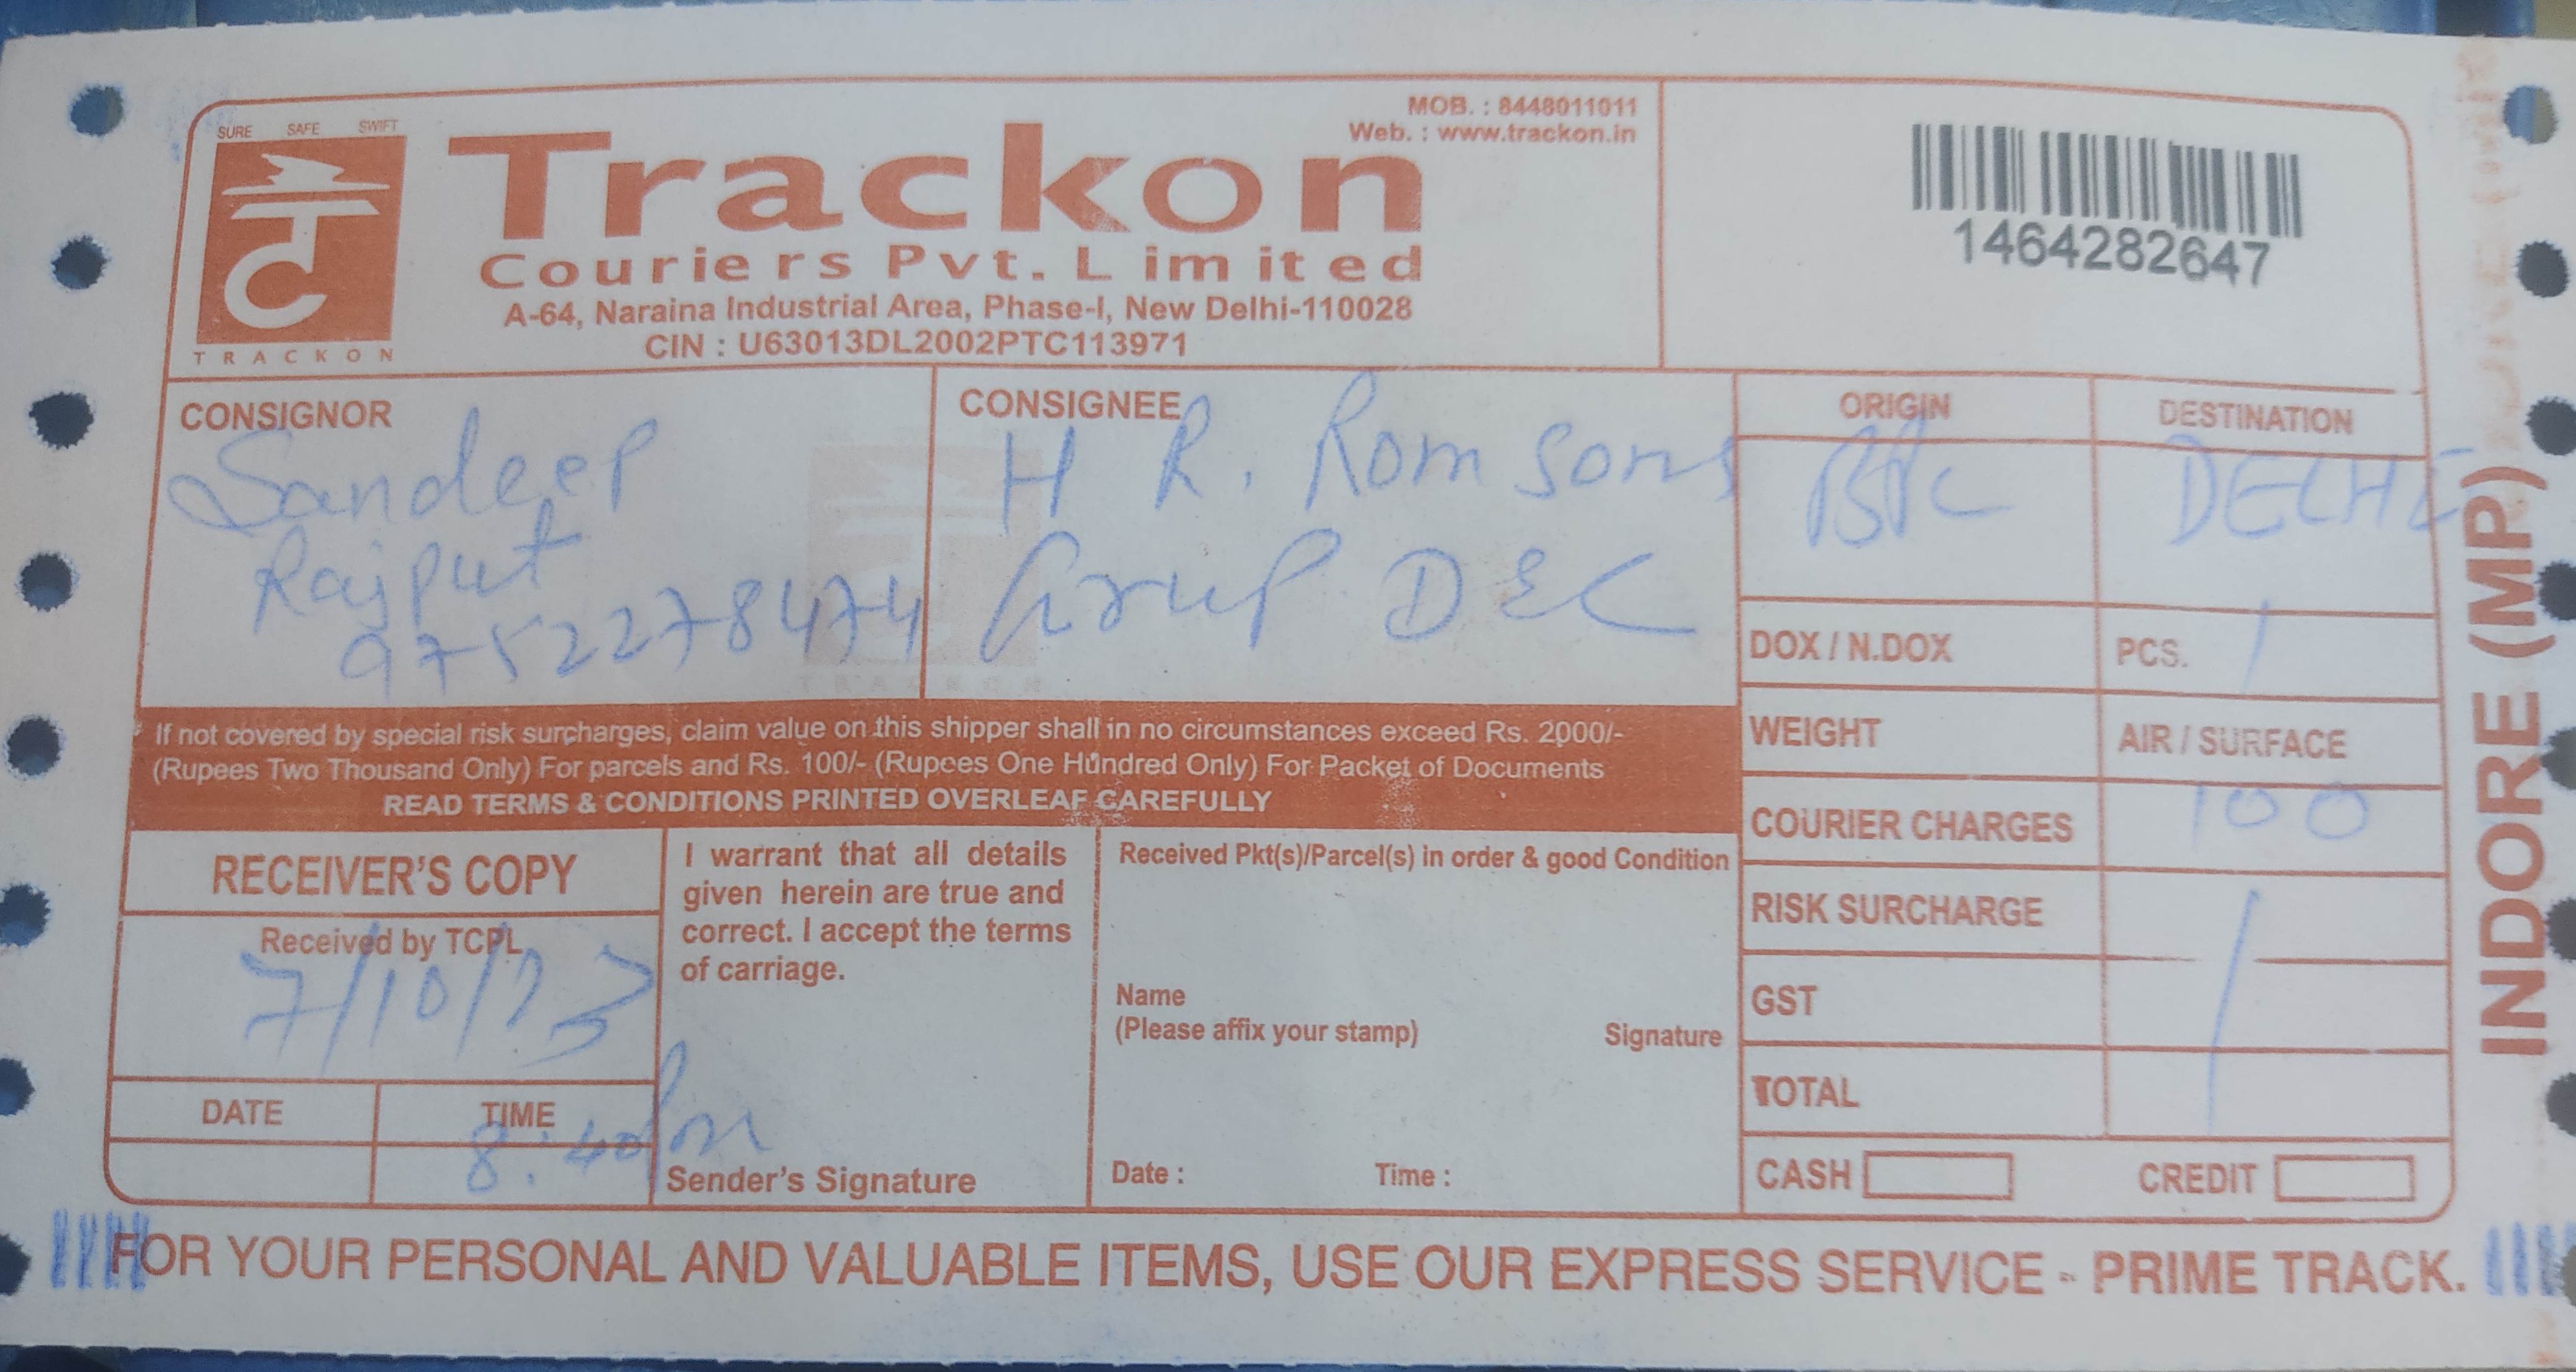 SURE SAFE SWIFT
TRACKON
MOB. : 8448011011
Web. : www.trackon.in
Trackon
Couriers Pvt. Limited
A-64, Naraina Industrial Area, Phase-I, New Delhi-110028
CIN : U63013DL2002PTC113971
1464282647
CONSIGNOR
Sandeep
Rajput
9752278474
CONSIGNEE
H R. Romsons
Grup DEL
ORIGIN
BPL
DESTINATION
DELHI
DOX / N.DOX
PCS. 1
WEIGHT
AIR / SURFACE
COURIER CHARGES 100
RISK SURCHARGE
GST
TOTAL
CASH
CREDIT
If not covered by special risk surcharges, claim value on this shipper shall in no circumstances exceed Rs. 2000/-
(Rupees Two Thousand Only) For parcels and Rs. 100/- (Rupees One Hundred Only) For Packet of Documents
READ TERMS & CONDITIONS PRINTED OVERLEAF CAREFULLY
RECEIVER'S COPY
Received by TCPL
7/10/23
DATE
TIME
8:40
I warrant that all details
given herein are true and
correct. I accept the terms
of carriage.
Sender's Signature
Received Pkt(s)/Parcel(s) in order & good Condition
Name
(Please affix your stamp)
Signature
Date :
Time :
INDORE (MP)
FOR YOUR PERSONAL AND VALUABLE ITEMS, USE OUR EXPRESS SERVICE - PRIME TRACK.